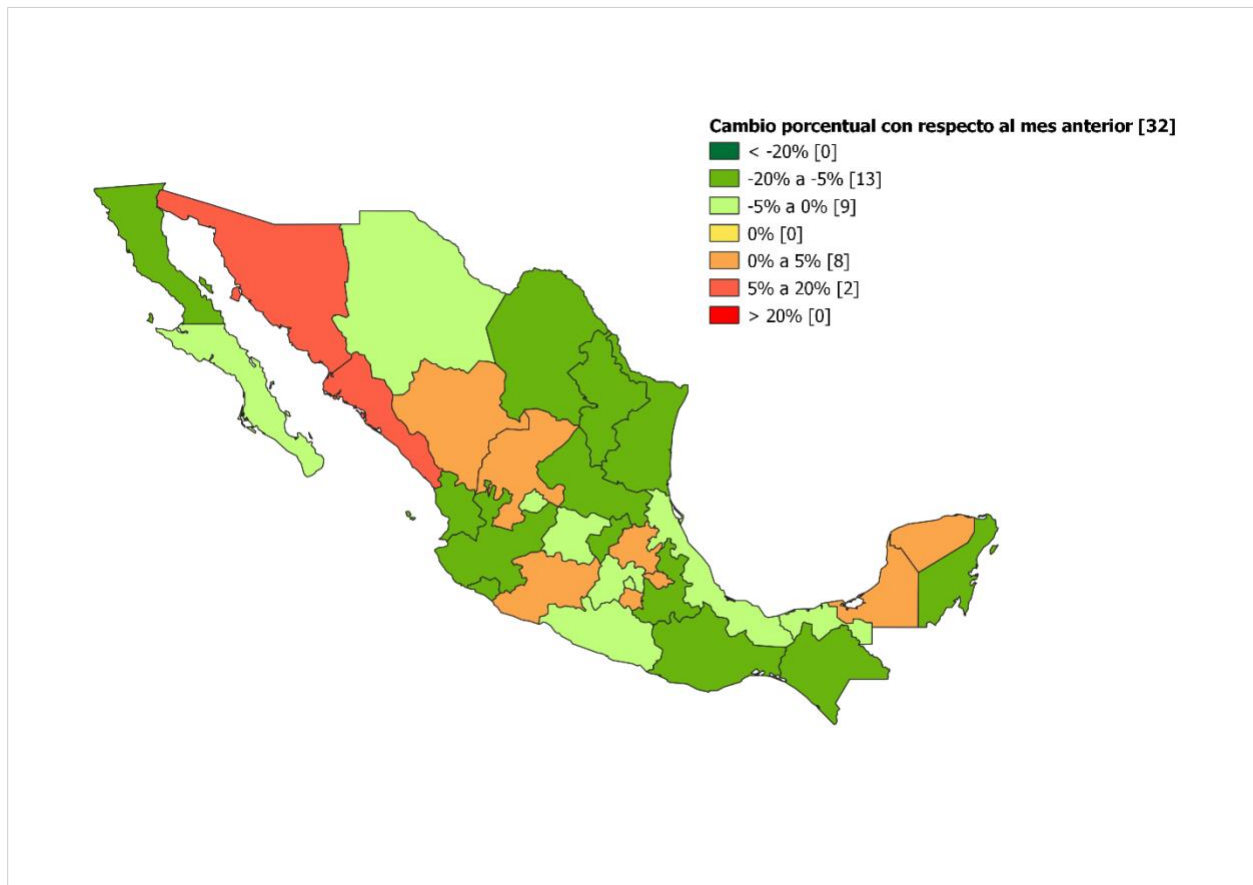 Cambio porcentual con respecto al mes anterior [32]
< -20% [0]
-20% a -5% [13]
-5% a 0% [9]
0% [0]
0% a 5% [8]
5% a 20% [2]
> 20% [0]